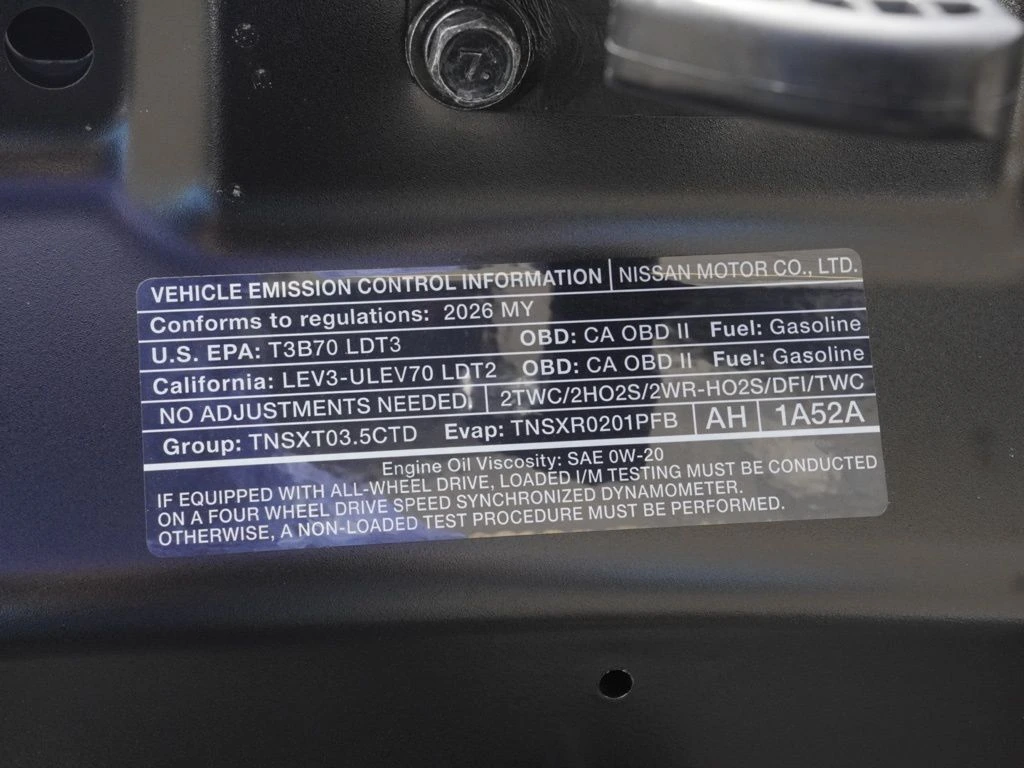 VEHICLE EMISSION CONTROL INFORMATION NISSAN MOTOR CO., LTD.
Conforms to regulations: 2026 MY
U.S. EPA: T3B70 LDT3 OBD: CA OBD II Fuel: Gasoline
California: LEV3-ULEV70 LDT2 OBD: CA OBD II Fuel: Gasoline
NO ADJUSTMENTS NEEDED. 2TWC/2HO2S/2WR-HO2S/DFI/TWC
Group: TNSXT03.5CTD Evap: TNSXR0201PFB AH 1A52A
Engine Oil Viscosity: SAE 0W-20
IF EQUIPPED WITH ALL-WHEEL DRIVE, LOADED I/M TESTING MUST BE CONDUCTED
ON A FOUR WHEEL DRIVE SPEED SYNCHRONIZED DYNAMOMETER.
OTHERWISE, A NON-LOADED TEST PROCEDURE MUST BE PERFORMED.